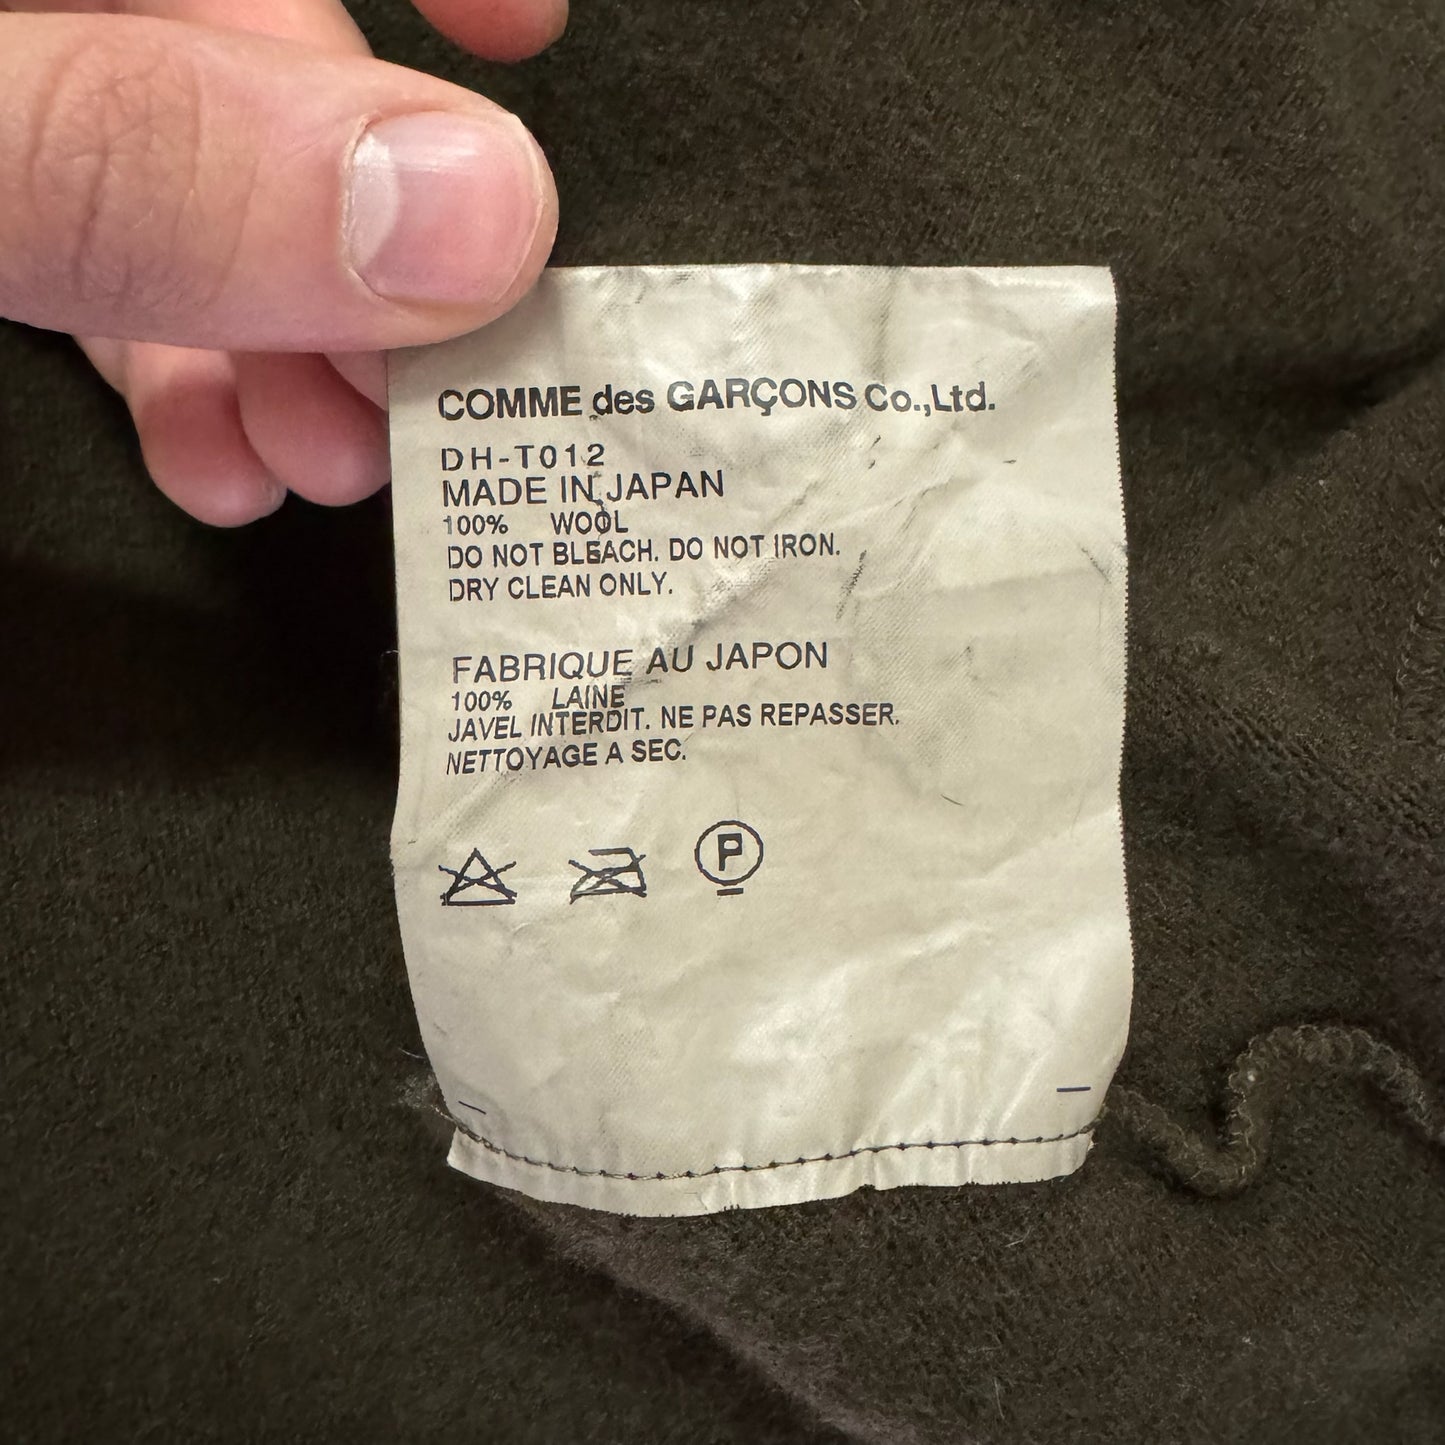 COMME des GARÇONS Co.,Ltd.
DH-T012
MADE IN JAPAN
100% WOOL
DO NOT BLEACH. DO NOT IRON.
DRY CLEAN ONLY.
FABRIQUE AU JAPON
100% LAINE
JAVEL INTERDIT. NE PAS REPASSER.
NETTOYAGE A SEC.
P